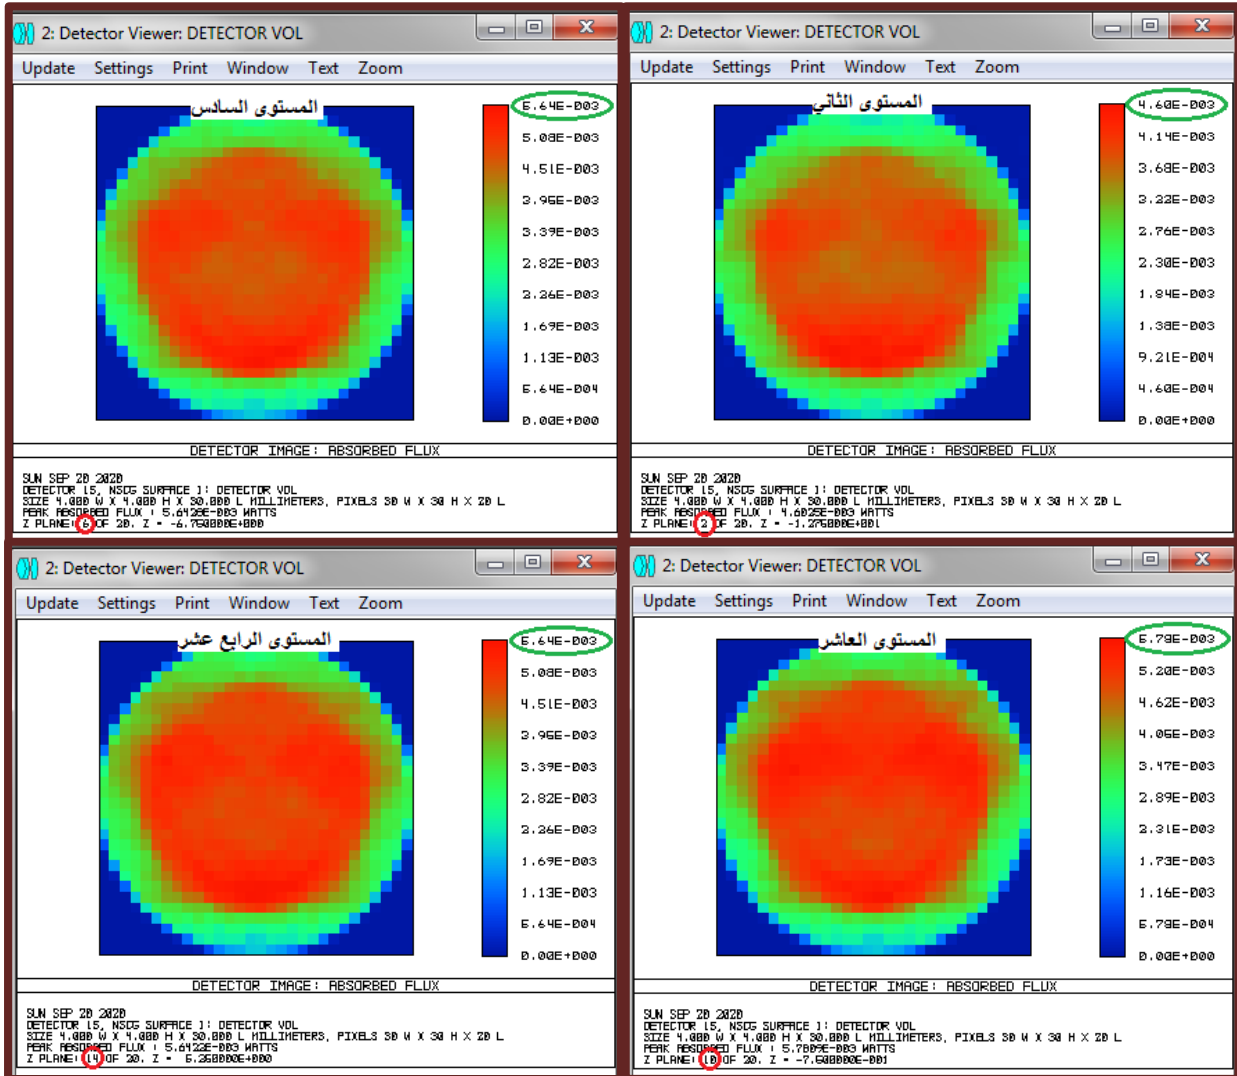 2: Detector Viewer: DETECTOR VOL
Update Settings Print Window Text Zoom
المستوى السادس
5.64E-003
5.08E-003
4.51E-003
3.95E-003
3.39E-003
2.82E-003
2.26E-003
1.69E-003
1.13E-003
5.64E-004
0.00E+000
DETECTOR IMAGE: ABSORBED FLUX
SUN SEP 20 2020
DETECTOR 15, NSCG SURFACE 1: DETECTOR VOL
SIZE 4.000 W X 4.000 H X 30.000 L MILLIMETERS, PIXELS 30 W X 30 H X 20 L
PEAK ABSORBED FLUX : 5.6428E-003 WATTS
Z PLANE: 6 OF 20. Z = -6.750000E+000
2: Detector Viewer: DETECTOR VOL
Update Settings Print Window Text Zoom
المستوى الثاني
4.60E-003
4.14E-003
3.68E-003
3.22E-003
2.76E-003
2.30E-003
1.84E-003
1.38E-003
9.21E-004
4.60E-004
0.00E+000
DETECTOR IMAGE: ABSORBED FLUX
SUN SEP 20 2020
DETECTOR 15, NSCG SURFACE 1: DETECTOR VOL
SIZE 4.000 W X 4.000 H X 30.000 L MILLIMETERS, PIXELS 30 W X 30 H X 20 L
PEAK ABSORBED FLUX : 4.6025E-003 WATTS
Z PLANE: 2 OF 20. Z = -1.275000E+001
2: Detector Viewer: DETECTOR VOL
Update Settings Print Window Text Zoom
المستوى الرابع عشر
5.64E-003
5.08E-003
4.51E-003
3.95E-003
3.39E-003
2.82E-003
2.26E-003
1.69E-003
1.13E-003
5.64E-004
0.00E+000
DETECTOR IMAGE: ABSORBED FLUX
SUN SEP 20 2020
DETECTOR 15, NSCG SURFACE 1: DETECTOR VOL
SIZE 4.000 W X 4.000 H X 30.000 L MILLIMETERS, PIXELS 30 W X 30 H X 20 L
PEAK ABSORBED FLUX : 5.6422E-003 WATTS
Z PLANE: 14 OF 20. Z = 5.250000E+000
2: Detector Viewer: DETECTOR VOL
Update Settings Print Window Text Zoom
المستوى العاشر
5.78E-003
5.20E-003
4.62E-003
4.05E-003
3.47E-003
2.89E-003
2.31E-003
1.73E-003
1.16E-003
5.78E-004
0.00E+000
DETECTOR IMAGE: ABSORBED FLUX
SUN SEP 20 2020
DETECTOR 15, NSCG SURFACE 1: DETECTOR VOL
SIZE 4.000 W X 4.000 H X 30.000 L MILLIMETERS, PIXELS 30 W X 30 H X 20 L
PEAK ABSORBED FLUX : 5.7809E-003 WATTS
Z PLANE: 10 OF 20. Z = -7.500000E-001